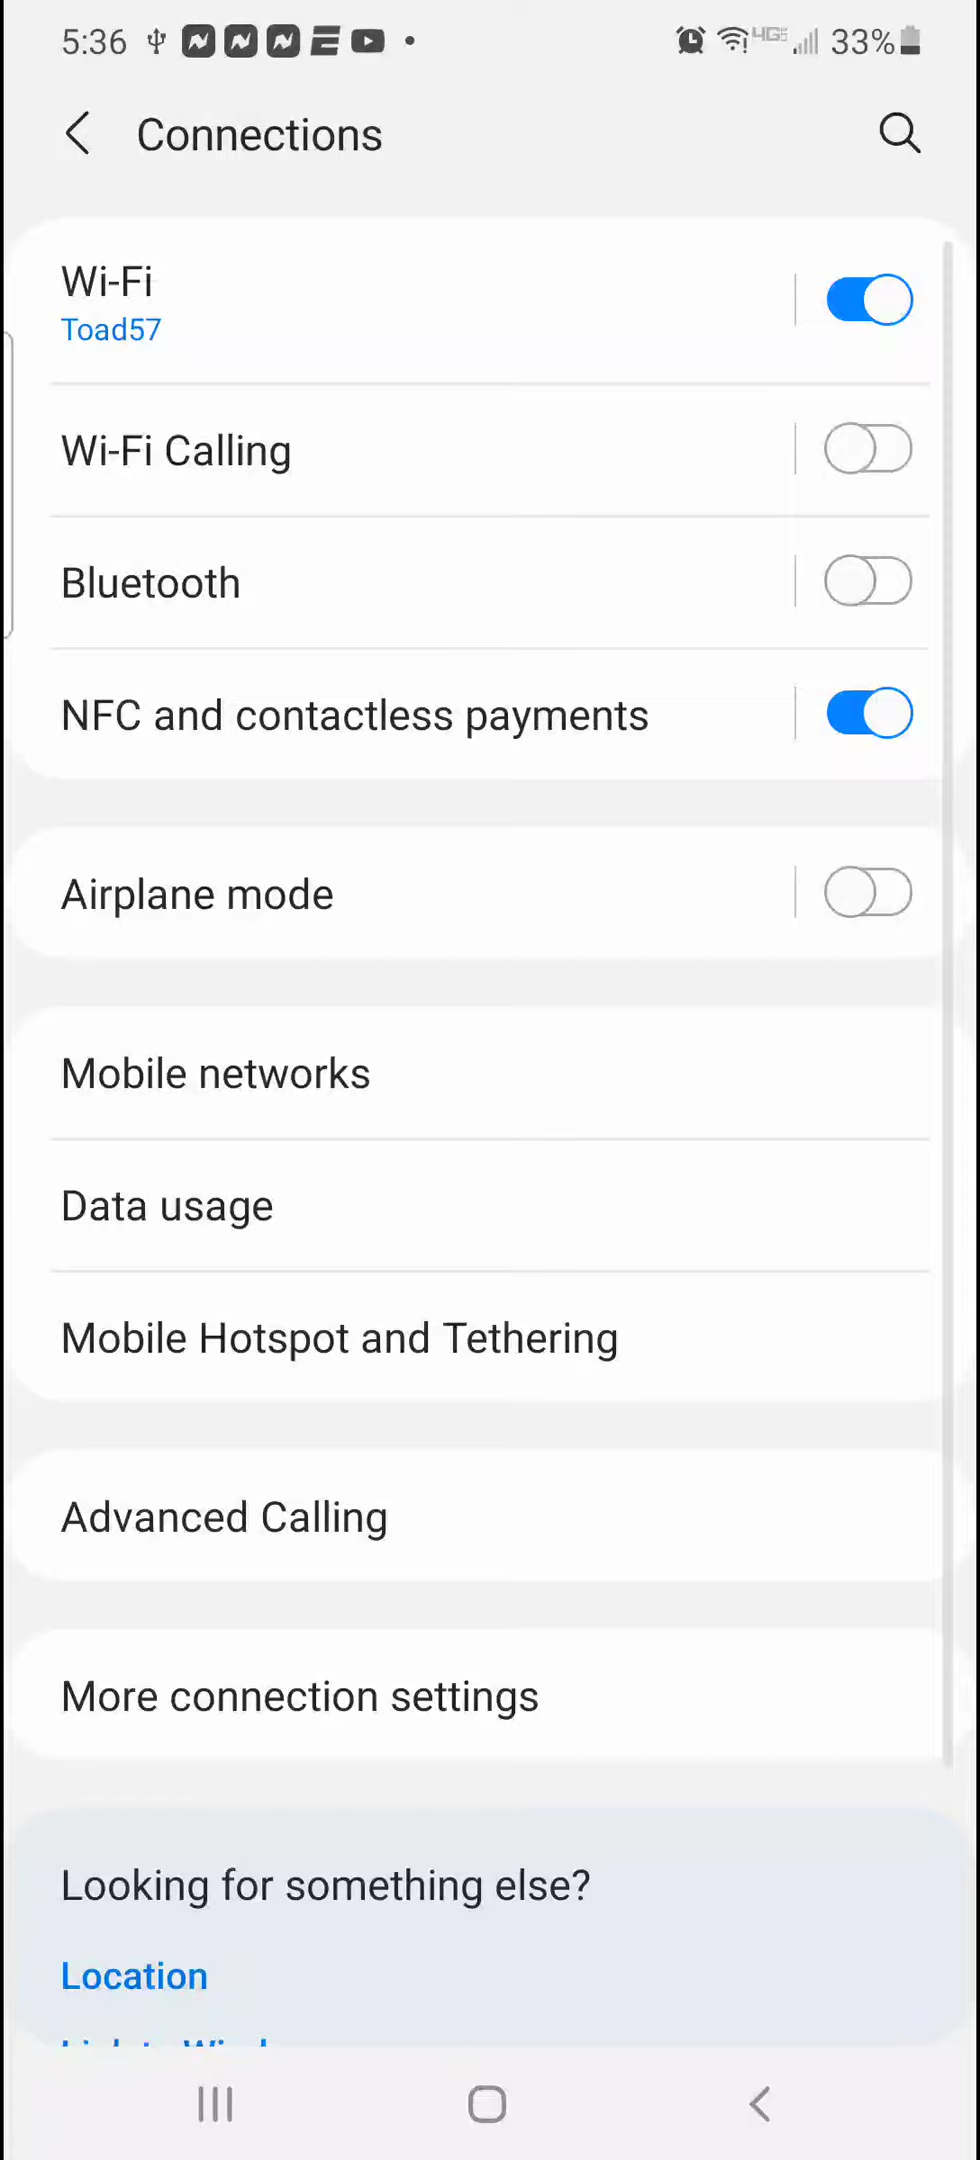 5:36 4GE 33%
Connections
Wi-Fi
Toad57
Wi-Fi Calling
Bluetooth
NFC and contactless payments
Airplane mode
Mobile networks
Data usage
Mobile Hotspot and Tethering
Advanced Calling
More connection settings
Looking for something else?
Location